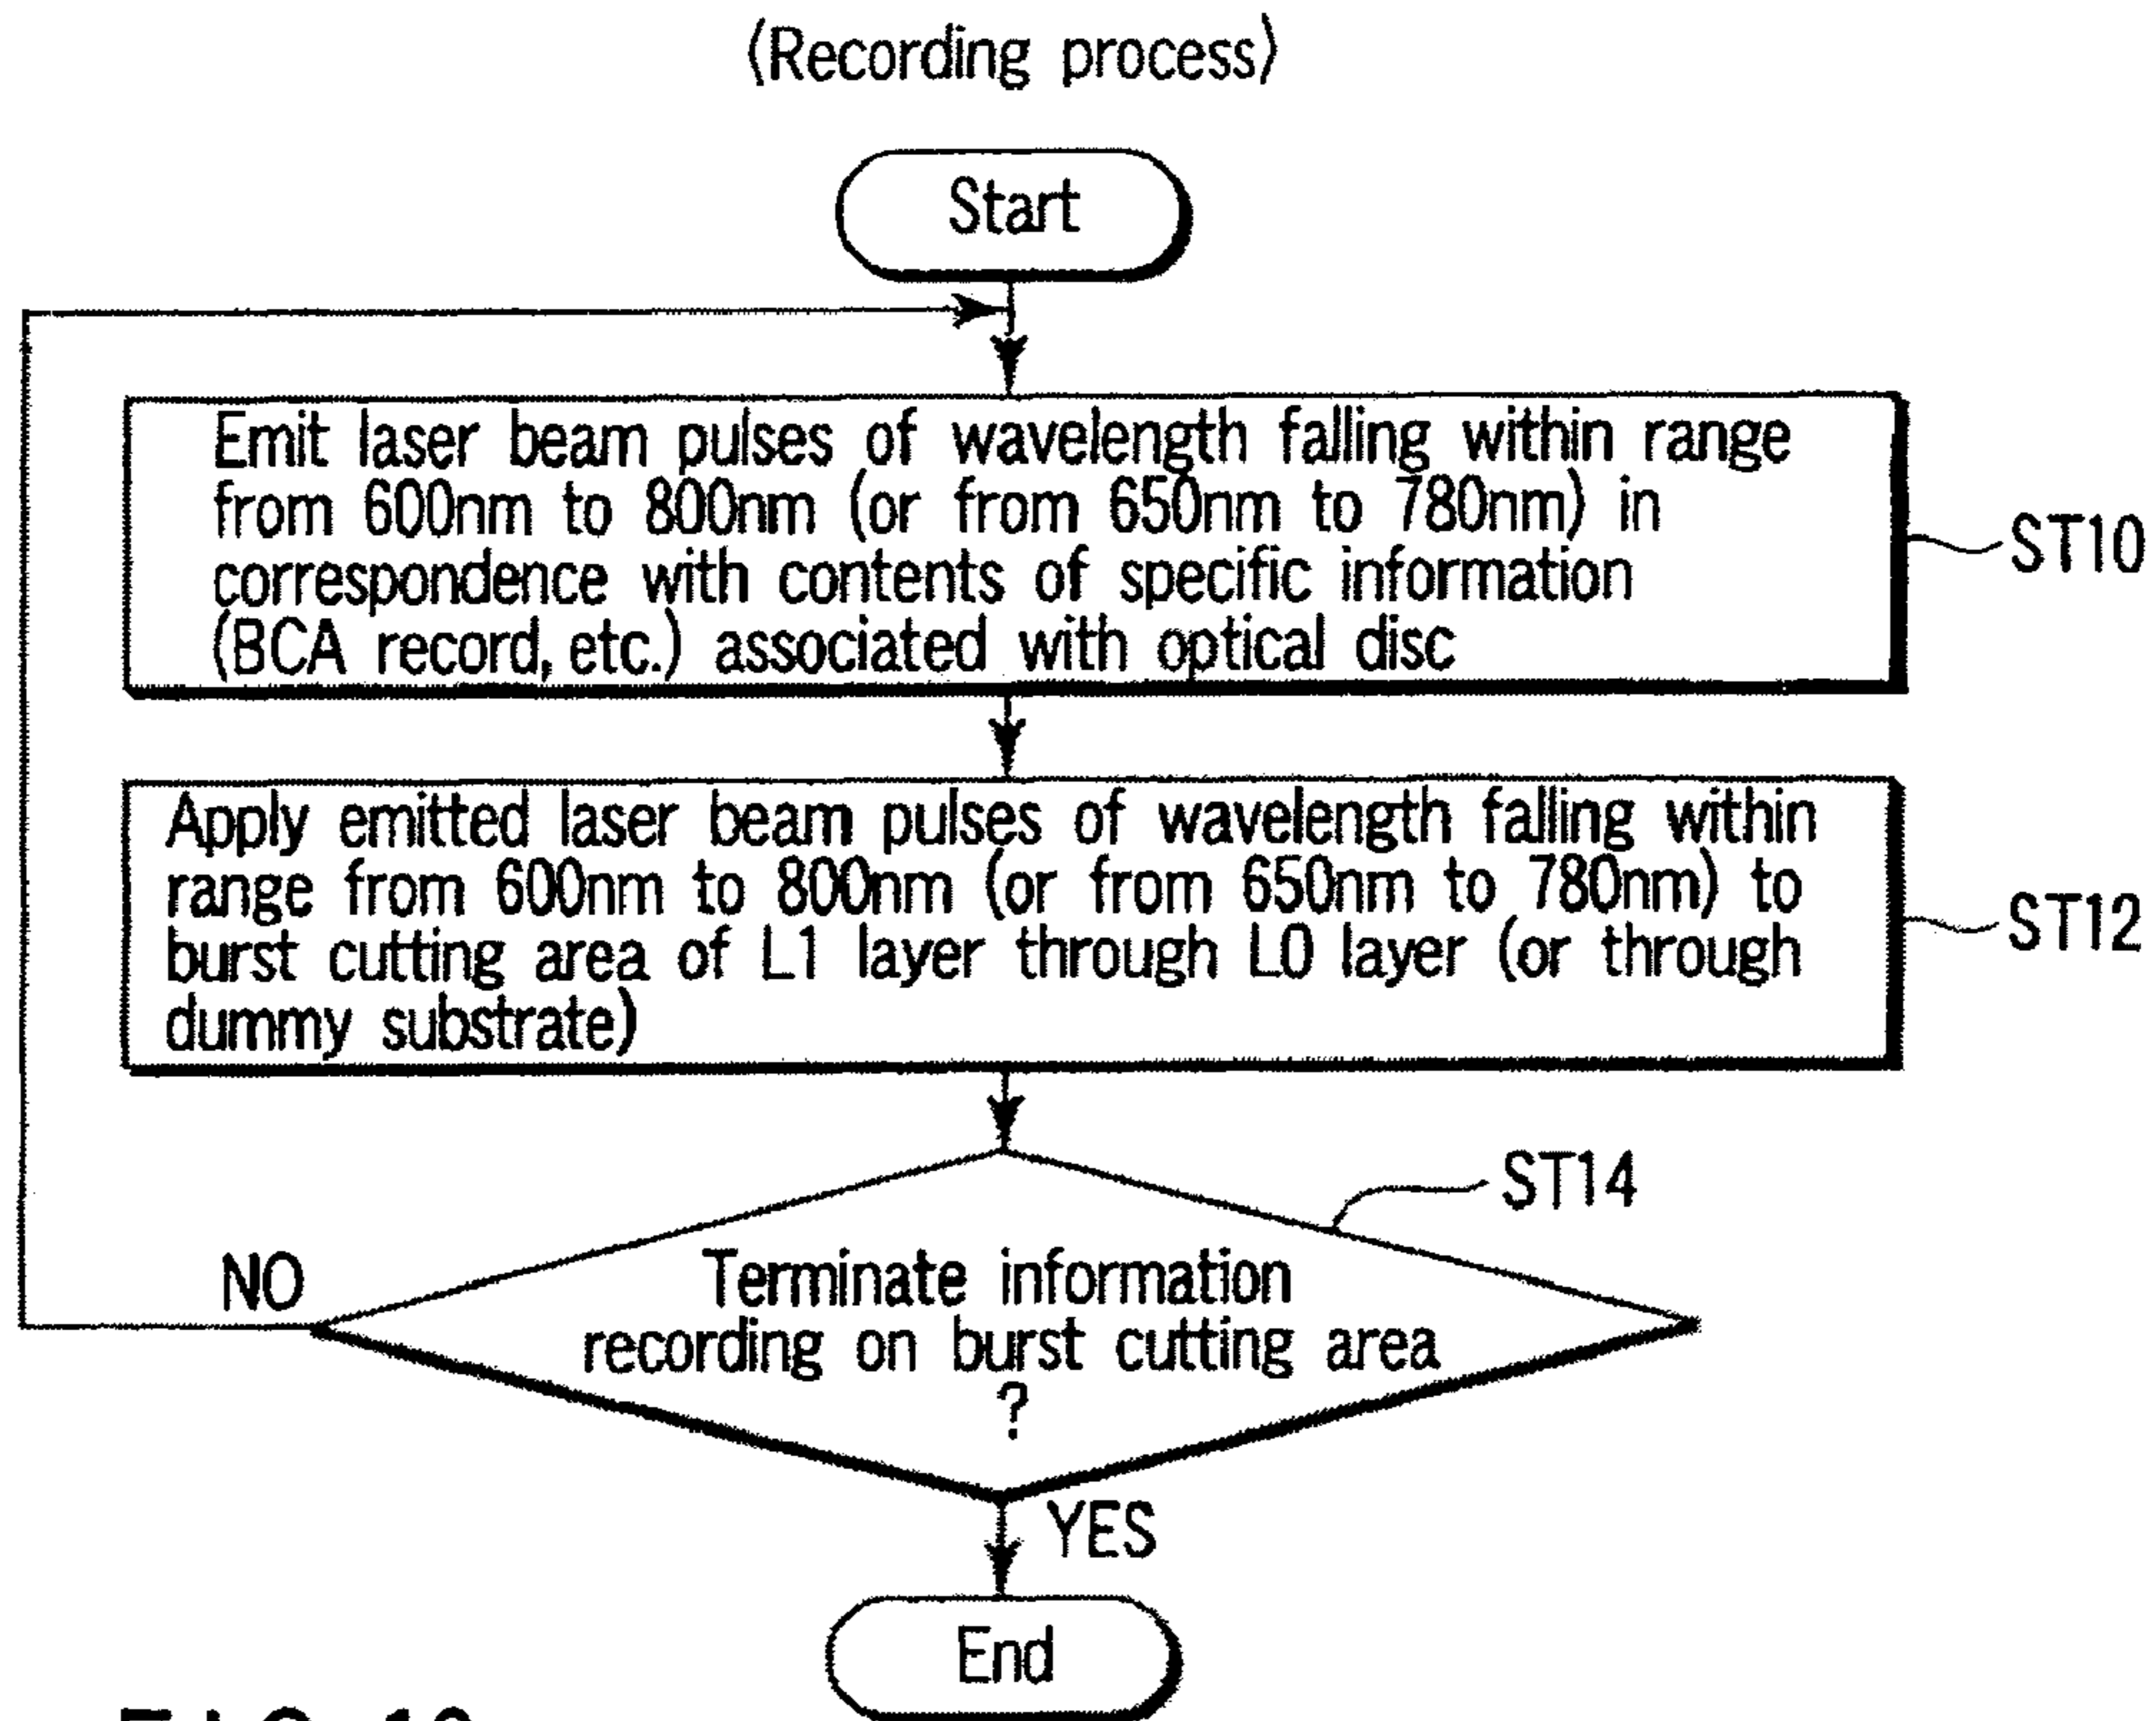 (Recording process)
Start
Emit laser beam pulses of wavelength falling within range
from 600nm to 800nm (or from 650nm to 780nm) in
correspondence with contents of specific information
(BCA record, etc.) associated with optical disc
ST10
Apply emitted laser beam pulses of wavelength falling within
range from 600nm to 800nm (or from 650nm to 780nm) to
burst cutting area of L1 layer through L0 layer (or through
dummy substrate)
ST12
ST14
NO
Terminate information
recording on burst cutting area
?
YES
End